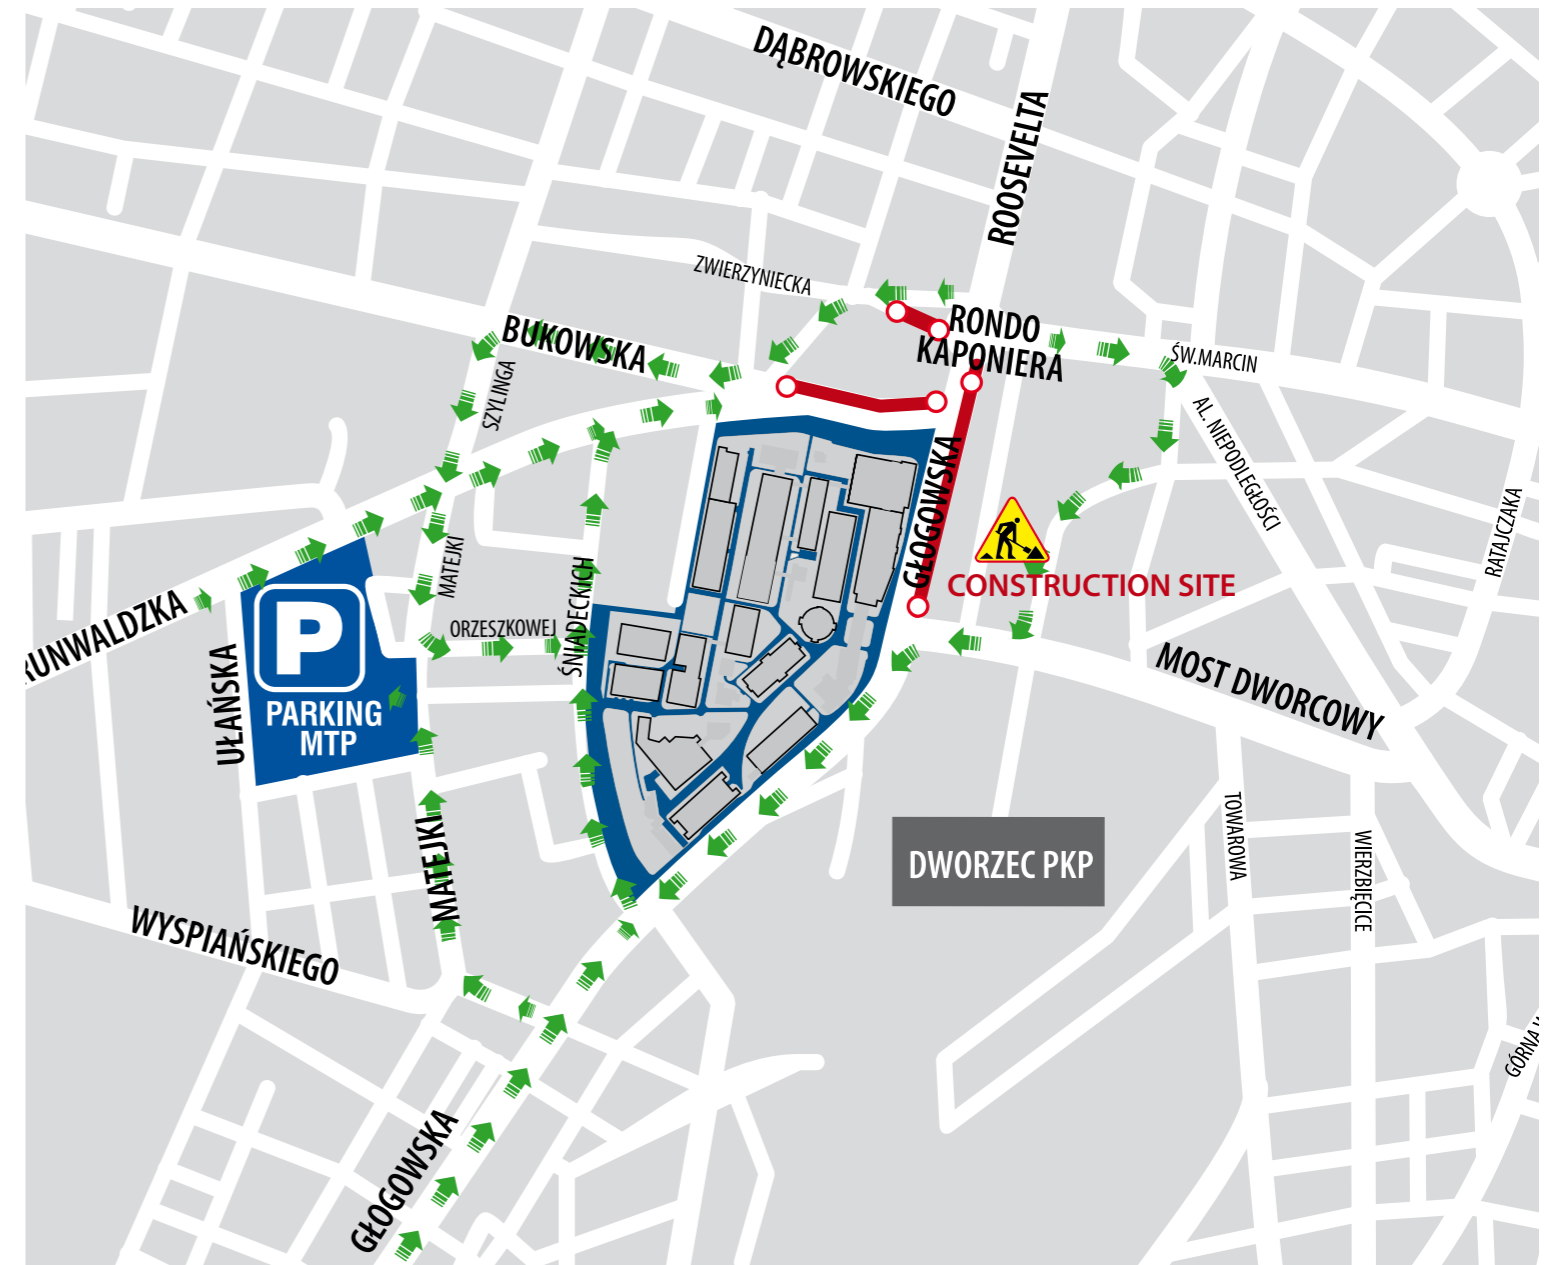 DĄBROWSKIEGO
ROOSEVELTA
ZWIERZYNIECKA
RONDO
KAPONIERA
BUKOWSKA
ŚW.MARCIN
SZYLINGA
AL. NIEPODLEGŁOŚCI
GŁOGOWSKA
RATAJCZAKA
MATEJKI
CONSTRUCTION SITE
ŚNIADECKICH
RUNWALDZKA
P
ORZESZKOWEJ
UŁAŃSKA
MOST DWORCOWY
PARKING
MTP
TOWAROWA
WIERZBIĘCICE
MATEJKI
DWORZEC PKP
WYSPIAŃSKIEGO
GÓRNA
GŁOGOWSKA